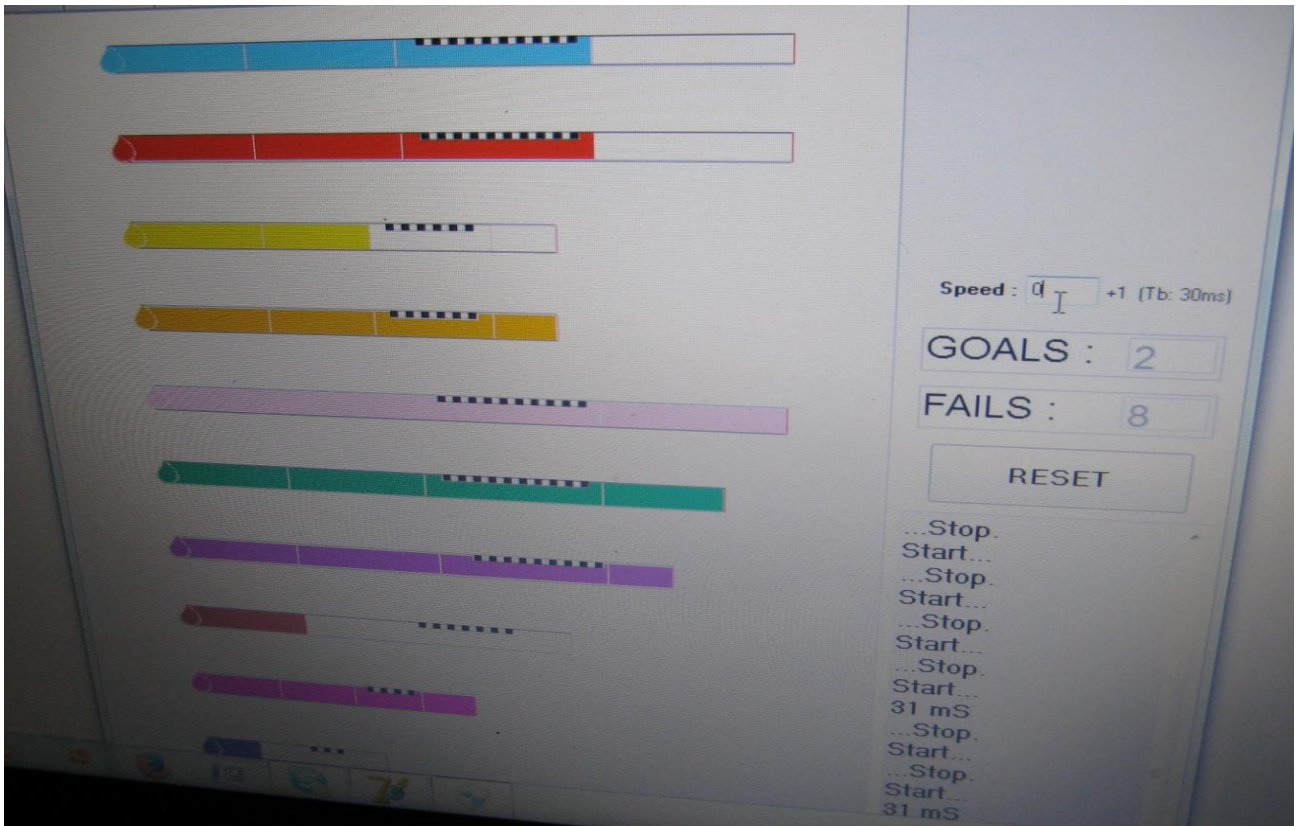 Speed : 0 +1 (Tb: 30ms)
GOALS : 2
FAILS : 8
RESET
...Stop.
Start...
...Stop.
Start...
...Stop.
Start...
...Stop.
Start...
31 mS
...Stop.
Start...
...Stop.
Start...
31 mS